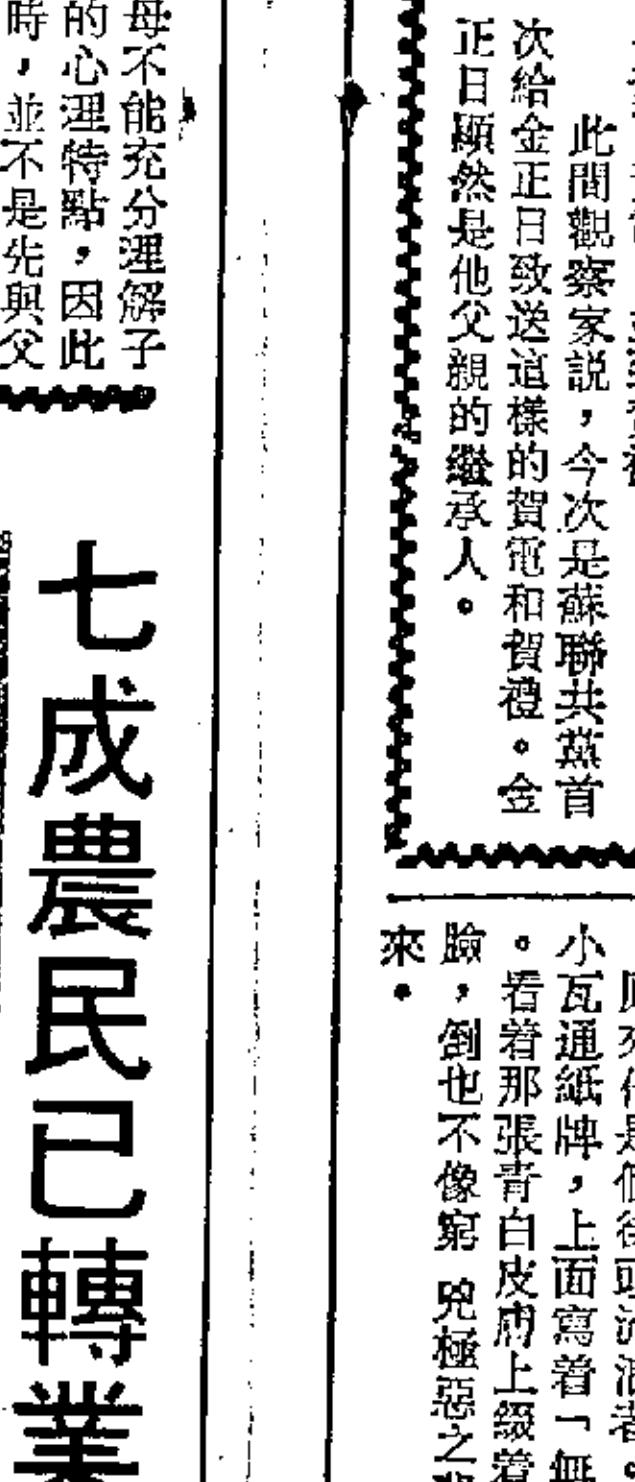 此間觀察家説，今次是蘇聯共黨首
次給金正日致送這樣的賀電和賀禮。金
正日顯然是他父親的繼承人。
小瓦通紙牌，上面寫着「無
。看着那張青白皮膚上綴着
臉，倒也不像窮兇極惡之
來。
母不能充分理解子
的心理特點，因此
時，並不是先與父
七成農民已轉業